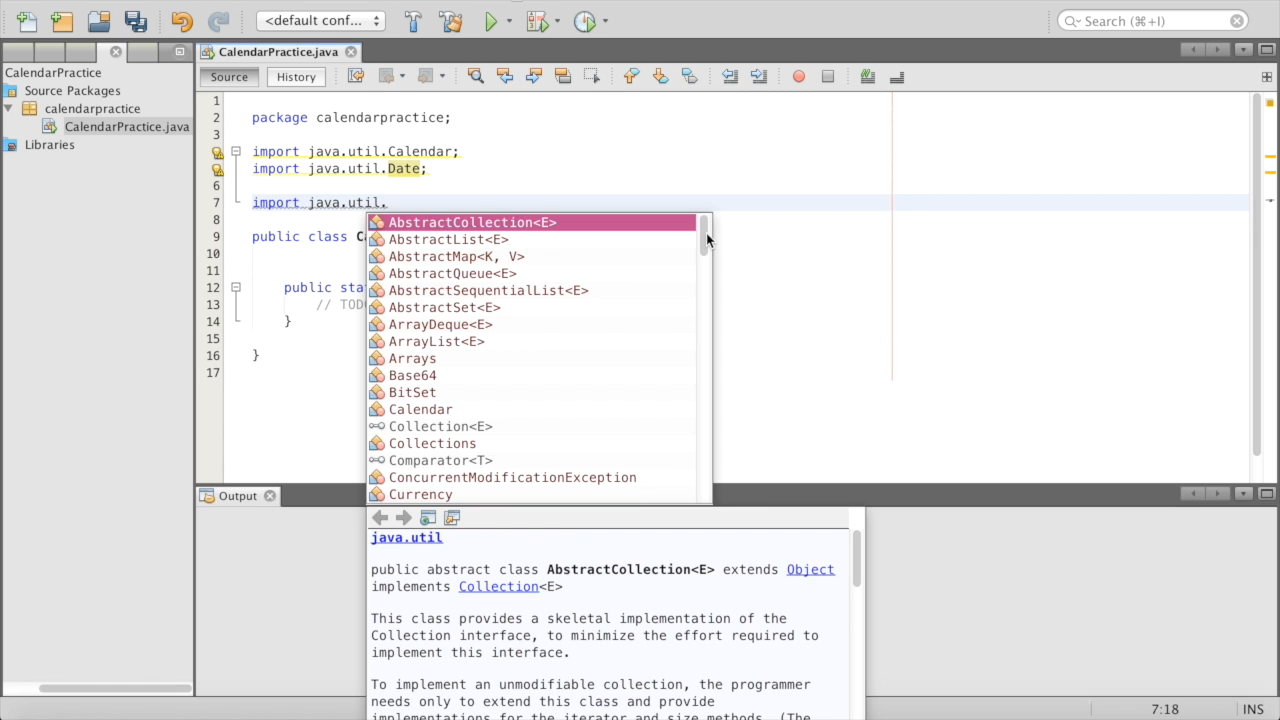 <default conf...
Search (⌘+I)
CalendarPractice.java
CalendarPractice
Source Packages
calendarpractice
CalendarPractice.java
Libraries
Source History
1
2 package calendarpractice;
3
4 import java.util.Calendar;
5 import java.util.Date;
6
7 import java.util.
8
9 public class Ca
10
11
12 public sta
13 // TOD
14 }
15
16 }
17
AbstractCollection<E>
AbstractList<E>
AbstractMap<K, V>
AbstractQueue<E>
AbstractSequentialList<E>
AbstractSet<E>
ArrayDeque<E>
ArrayList<E>
Arrays
Base64
BitSet
Calendar
Collection<E>
Collections
Comparator<T>
ConcurrentModificationException
Currency
Output
java.util
public abstract class AbstractCollection<E> extends Object
implements Collection<E>
This class provides a skeletal implementation of the
Collection interface, to minimize the effort required to
implement this interface.
To implement an unmodifiable collection, the programmer
needs only to extend this class and provide
implementations for the iterator and size methods. (The
7:18 INS